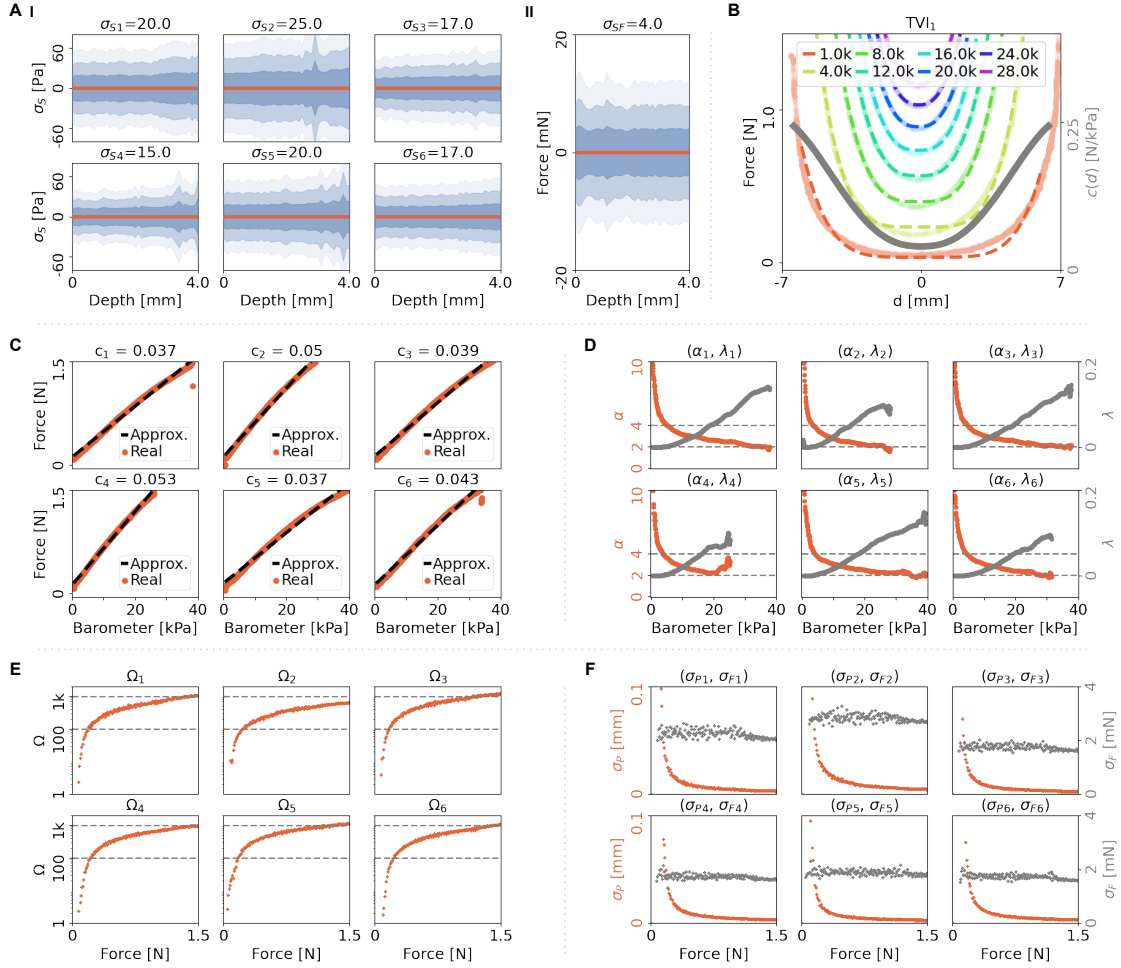 A I
II
B
σS1=20.0
σS2=25.0
σS3=17.0
σSF=4.0
TVI1
σS [Pa]
60
0
-60
σS4=15.0
σS5=20.0
σS6=17.0
σS [Pa]
60
0
-60
0 4.0
0 4.0
0 4.0
Depth [mm]
Depth [mm]
Depth [mm]
Force [mN]
20
0
-20
0 4.0
Depth [mm]
1.0k 8.0k 16.0k 24.0k
4.0k 12.0k 20.0k 28.0k
Force [N]
1.0
0
0.25
0
c(d) [N/kPa]
-7 0 7
d [mm]
C
c1 = 0.037
c2 = 0.05
c3 = 0.039
Force [N]
1.5
0
Approx.
Real
Approx.
Real
Approx.
Real
c4 = 0.053
c5 = 0.037
c6 = 0.043
Force [N]
1.5
0
Approx.
Real
Approx.
Real
Approx.
Real
0 20 40
0 20 40
0 20 40
Barometer [kPa]
Barometer [kPa]
Barometer [kPa]
D
(α1, λ1)
(α2, λ2)
(α3, λ3)
α
10
4
2
0
0.2
0
λ
(α4, λ4)
(α5, λ5)
(α6, λ6)
α
10
4
2
0
0.2
0
λ
0 20 40
0 20 40
0 20 40
Barometer [kPa]
Barometer [kPa]
Barometer [kPa]
E
Ω1
Ω2
Ω3
Ω
1k
100
1
Ω4
Ω5
Ω6
Ω
1k
100
1
0 1.5
0 1.5
0 1.5
Force [N]
Force [N]
Force [N]
F
(σP1, σF1)
(σP2, σF2)
(σP3, σF3)
σP [mm]
0.1
0
4
2
0
σF [mN]
(σP4, σF4)
(σP5, σF5)
(σP6, σF6)
σP [mm]
0.1
0
4
2
0
σF [mN]
0 1.5
0 1.5
0 1.5
Force [N]
Force [N]
Force [N]